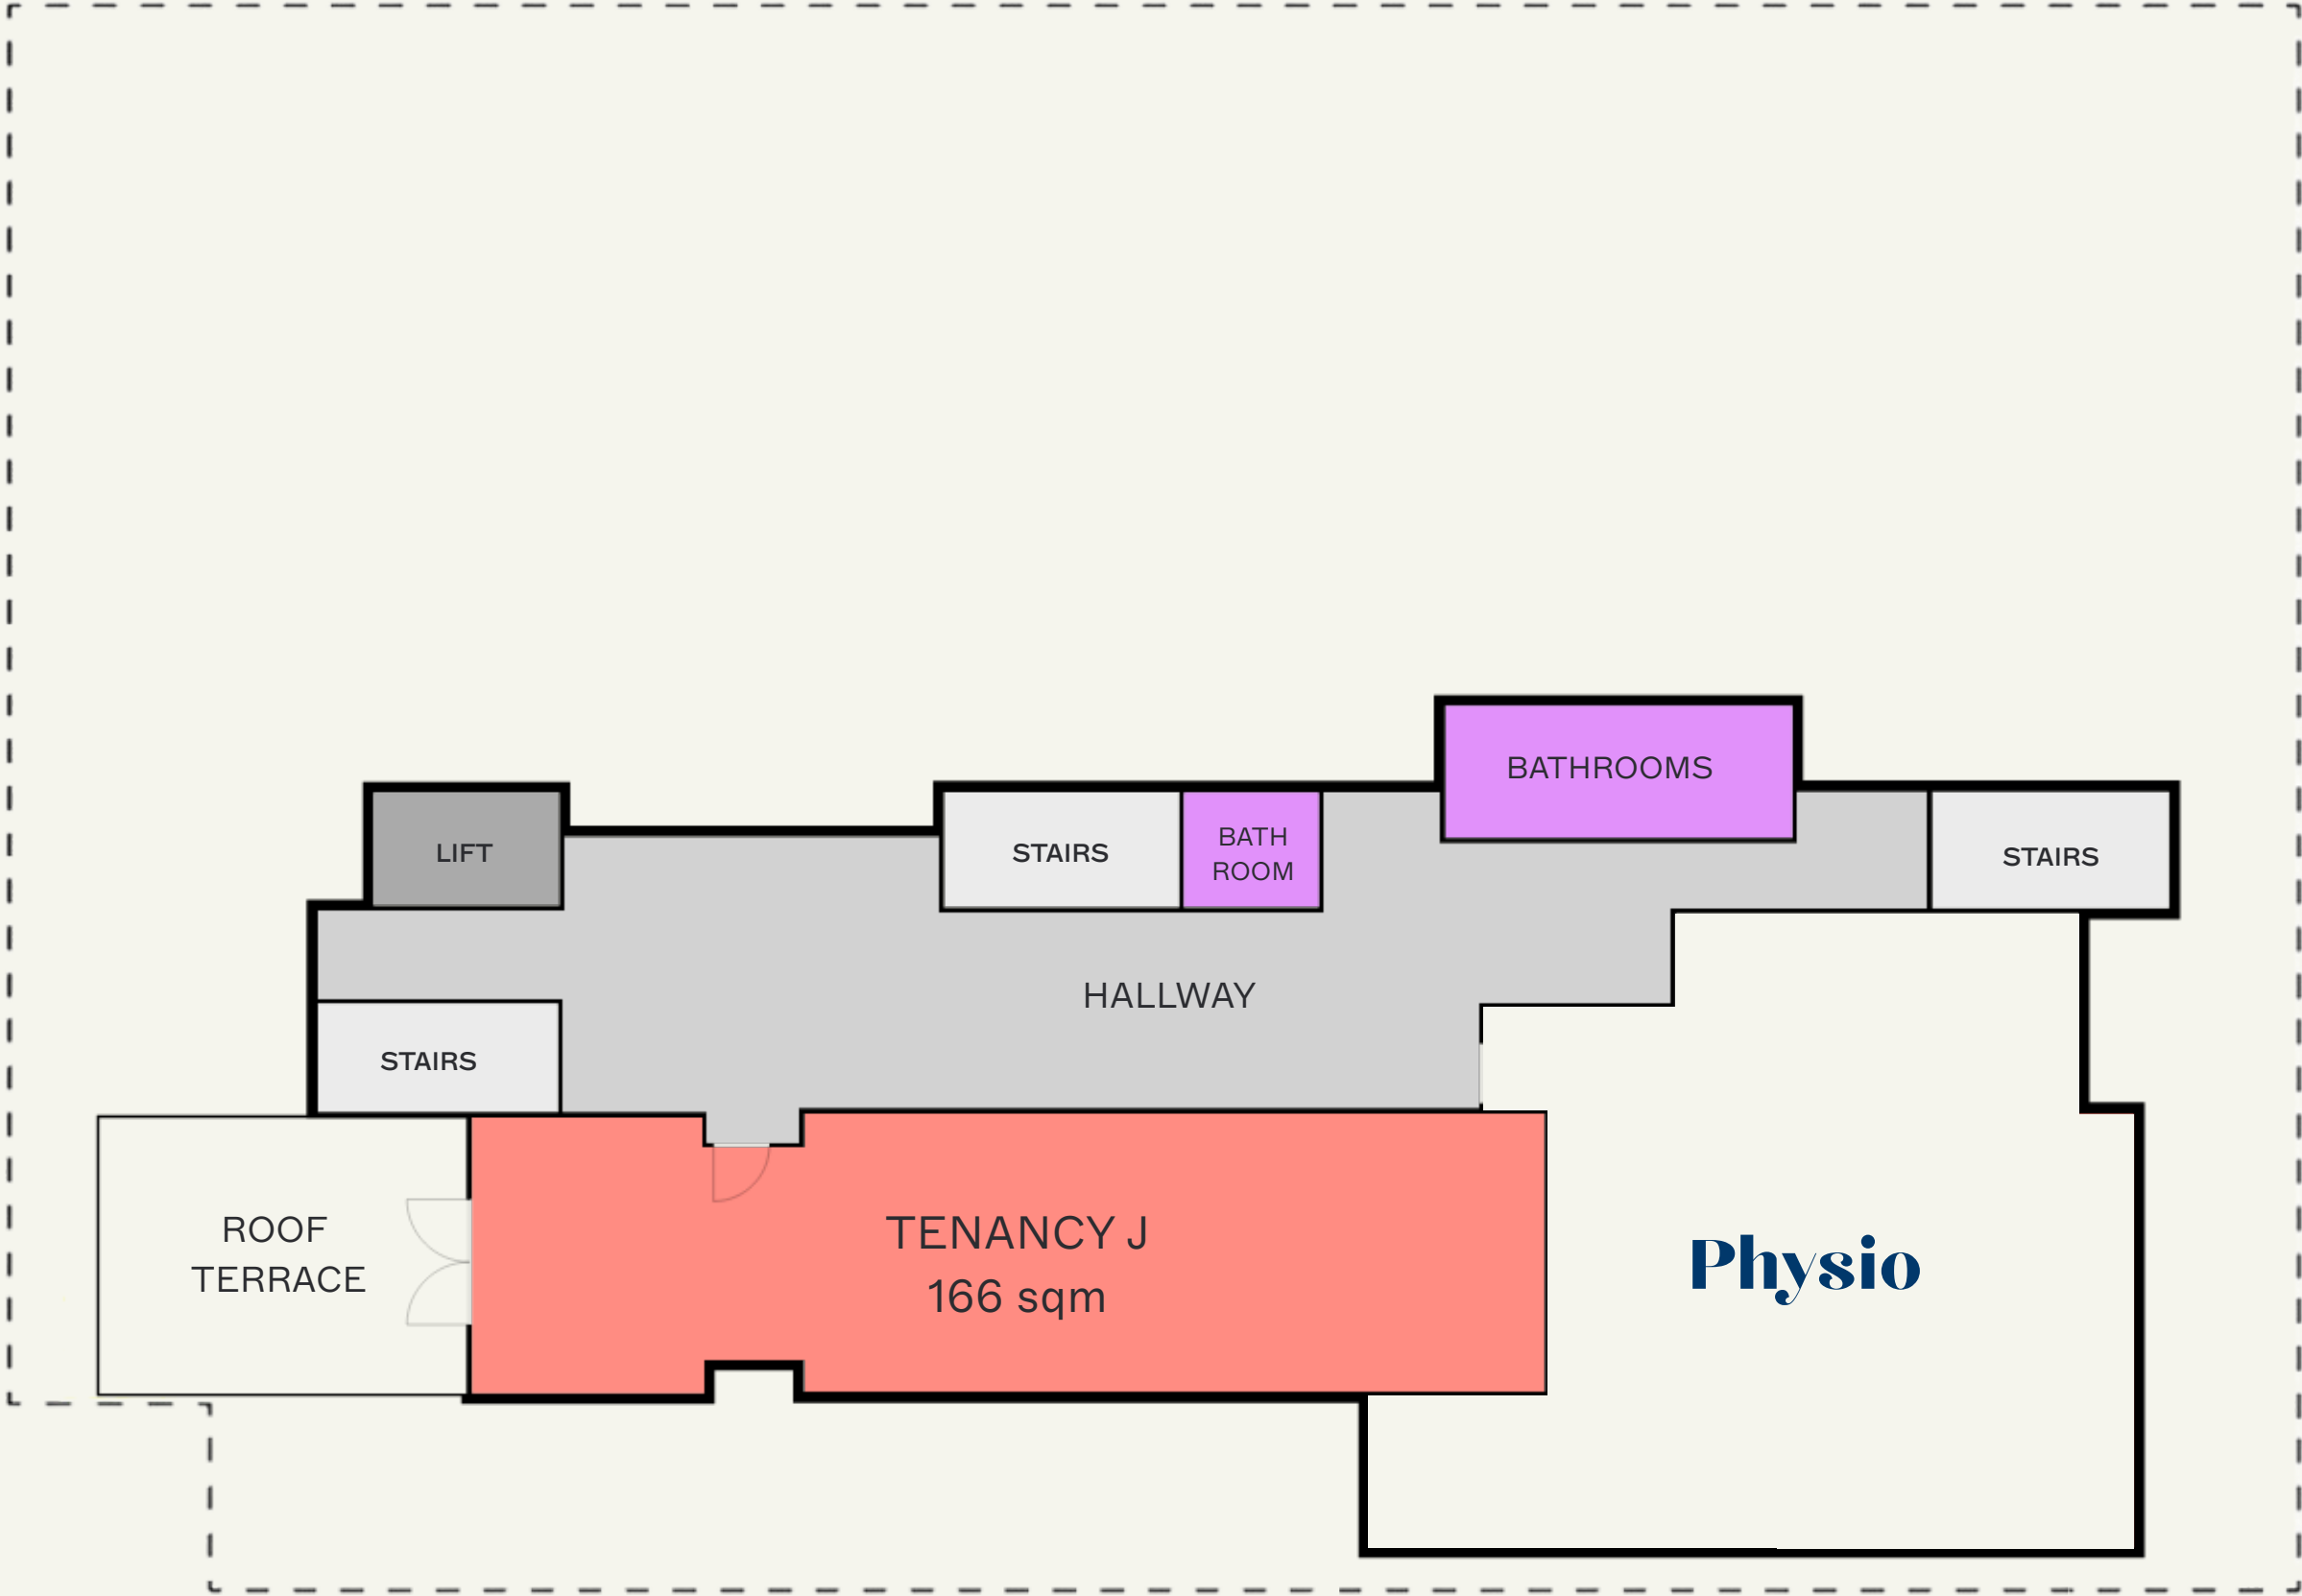 BATHROOMS
LIFT
STAIRS
BATH
ROOM
STAIRS
HALLWAY
STAIRS
ROOF
TERRACE
TENANCY J
166 sqm
Physio